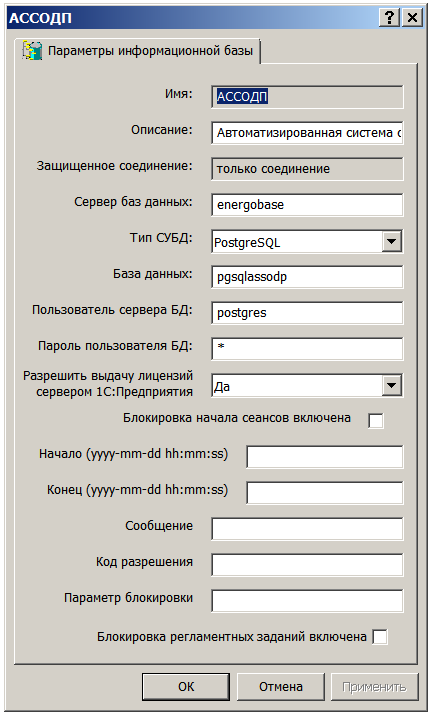 АССОДП
Параметры информационной базы
Имя: АССОДП
Описание: Автоматизированная система с
Защищенное соединение: только соединение
Сервер баз данных: energobase
Тип СУБД: PostgreSQL
База данных: pgsqlassodp
Пользователь сервера БД: postgres
Пароль пользователя БД: *
Разрешить выдачу лицензий
сервером 1С:Предприятия Да
Блокировка начала сеансов включена
Начало (yyyy-mm-dd hh:mm:ss)
Конец (yyyy-mm-dd hh:mm:ss)
Сообщение
Код разрешения
Параметр блокировки
Блокировка регламентных заданий включена
ОК Отмена Применить